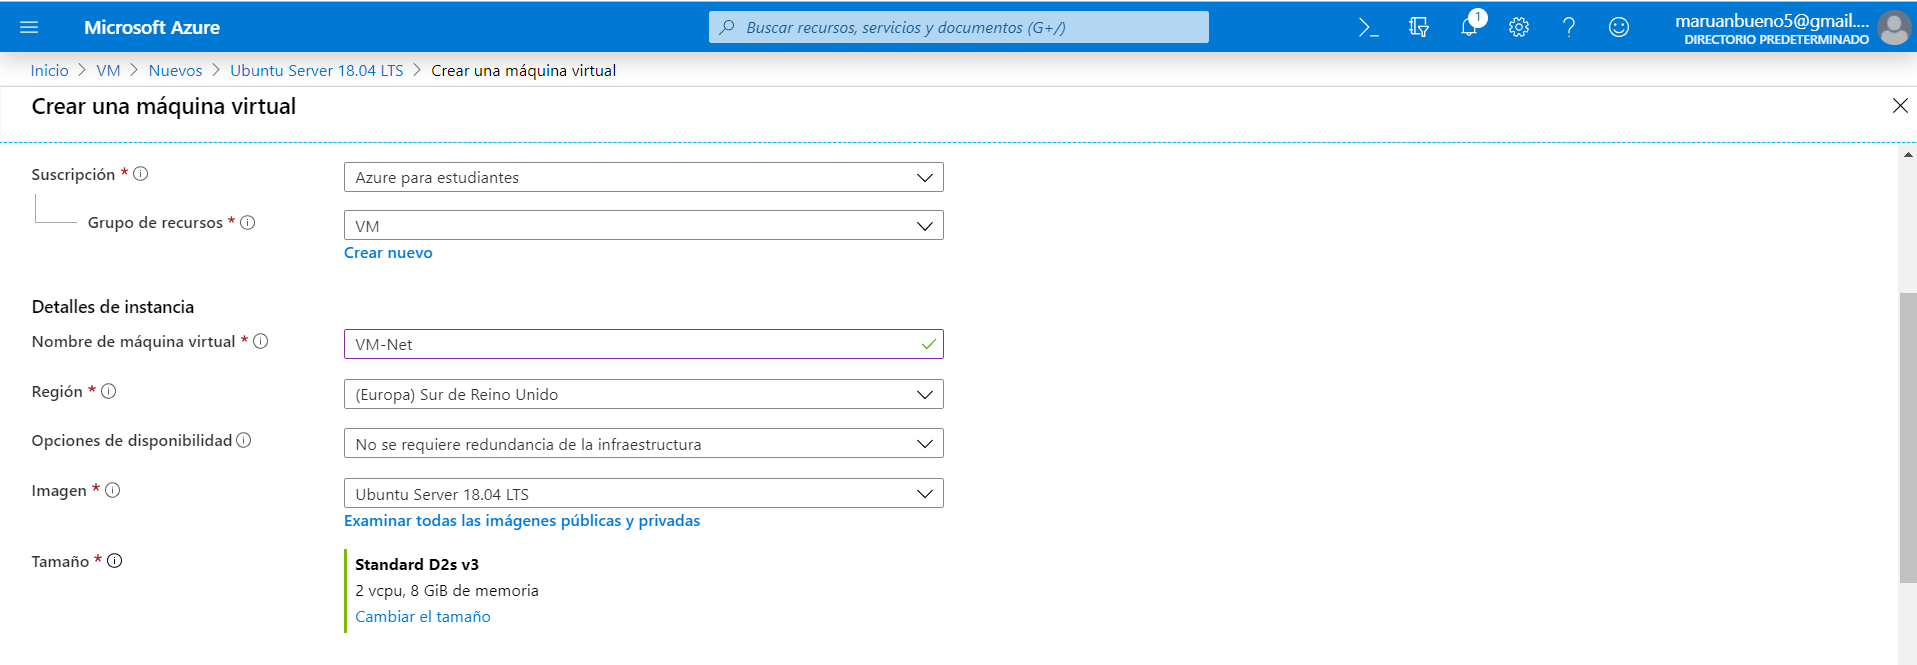 Microsoft Azure
Buscar recursos, servicios y documentos (G+/)
1
maruanbueno5@gmail....
DIRECTORIO PREDETERMINADO
Inicio > VM > Nuevos > Ubuntu Server 18.04 LTS > Crear una máquina virtual
Crear una máquina virtual
Suscripción *
Azure para estudiantes
Grupo de recursos *
VM
Crear nuevo
Detalles de instancia
Nombre de máquina virtual *
VM-Net
Región *
(Europa) Sur de Reino Unido
Opciones de disponibilidad
No se requiere redundancia de la infraestructura
Imagen *
Ubuntu Server 18.04 LTS
Examinar todas las imágenes públicas y privadas
Tamaño *
Standard D2s v3
2 vcpu, 8 GiB de memoria
Cambiar el tamaño